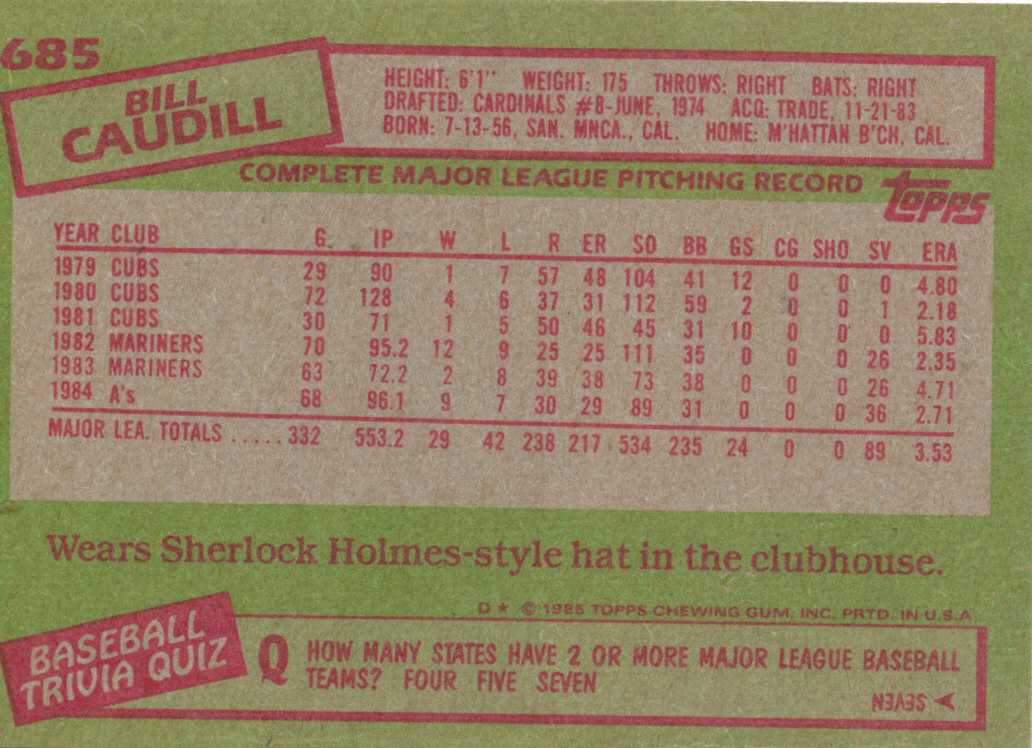 685
BILL
CAUDILL
HEIGHT: 6'1" WEIGHT: 175 THROWS: RIGHT BATS: RIGHT
DRAFTED: CARDINALS #8-JUNE, 1974 ACQ: TRADE, 11-21-83
BORN: 7-13-56, SAN. MNCA., CAL. HOME: M'HATTAN B'CH, CAL.
COMPLETE MAJOR LEAGUE PITCHING RECORD
TOPPS
YEAR CLUB G IP W L R ER SO BB GS CG SHO SV ERA
1979 CUBS 29 90 1 7 57 48 104 41 12 0 0 0 4.80
1980 CUBS 72 128 4 6 37 31 112 59 2 0 0 1 2.18
1981 CUBS 30 71 1 5 50 46 45 31 10 0 0 0 5.83
1982 MARINERS 70 95.2 12 9 25 25 111 35 0 0 0 26 2.35
1983 MARINERS 63 72.2 2 8 39 38 73 38 0 0 0 26 4.71
1984 A's 68 96.1 9 7 30 29 89 31 0 0 0 36 2.71
MAJOR LEA. TOTALS ..... 332 553.2 29 42 238 217 534 235 24 0 0 89 3.53
Wears Sherlock Holmes-style hat in the clubhouse.
D★ © 1985 TOPPS CHEWING GUM, INC. PRTD. IN U.S.A
BASEBALL
TRIVIA QUIZ
Q HOW MANY STATES HAVE 2 OR MORE MAJOR LEAGUE BASEBALL
TEAMS? FOUR FIVE SEVEN
SEVEN